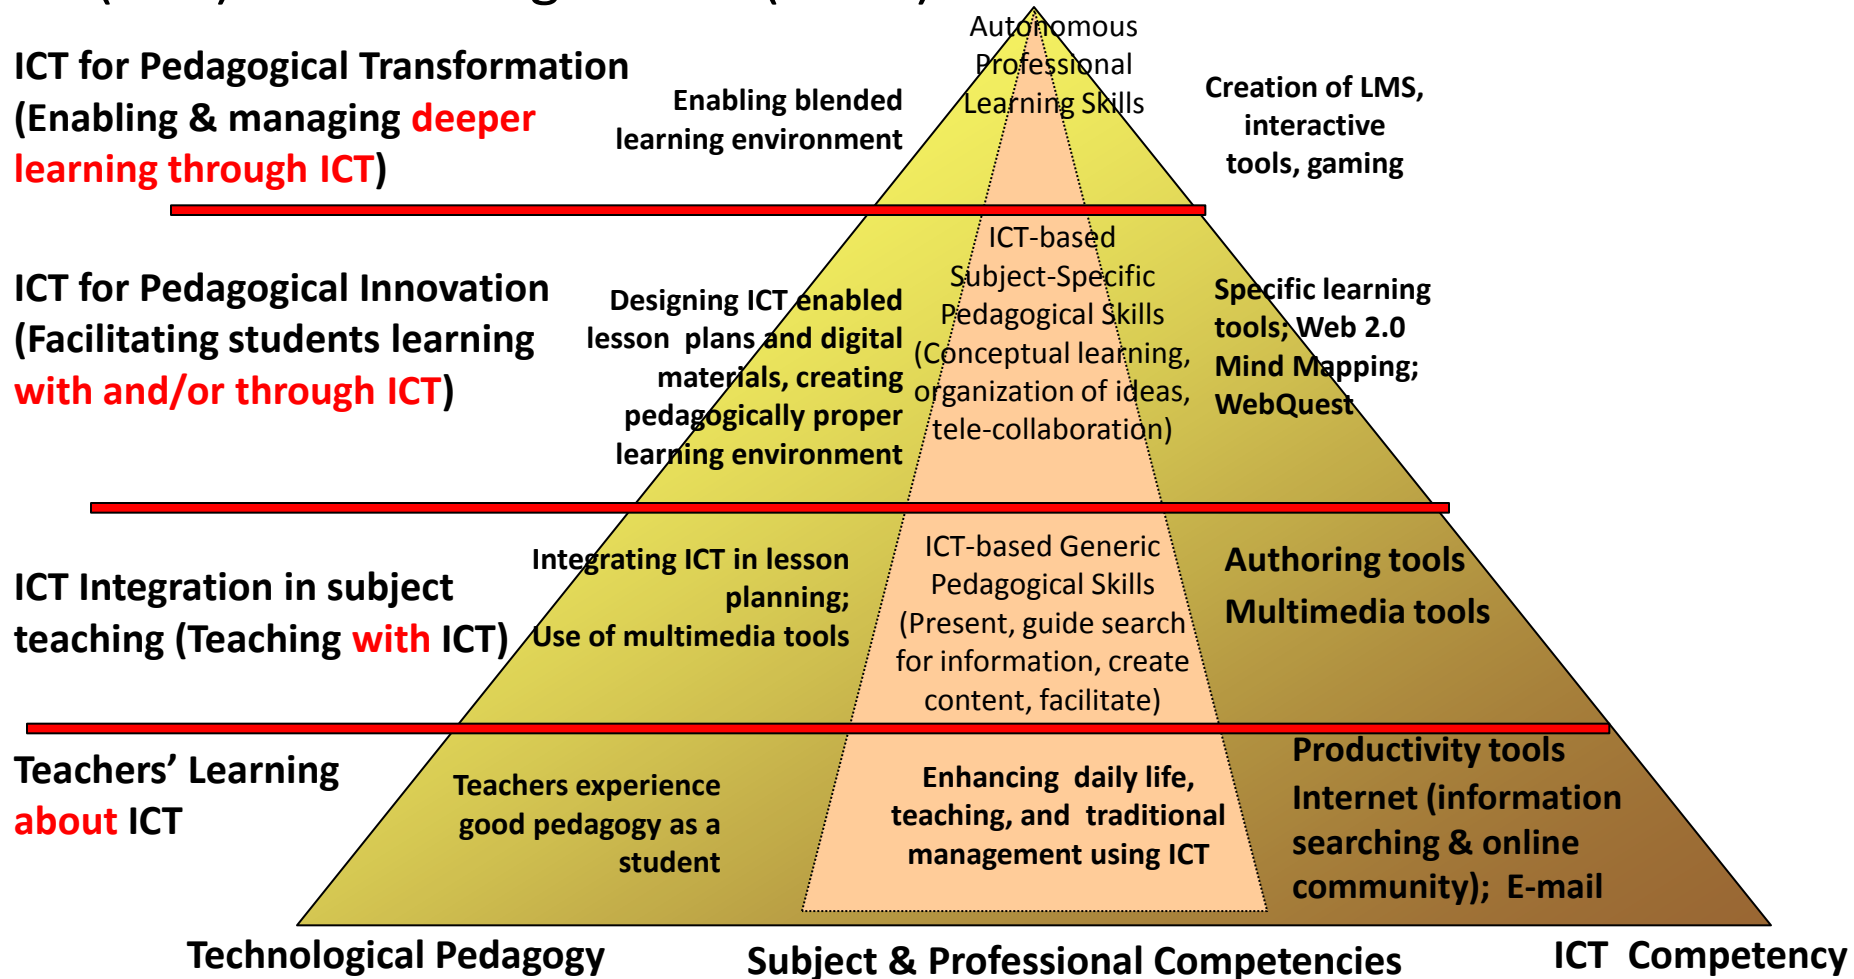 ICT for Pedagogical Transformation
(Enabling & managing deeper
learning through ICT)
Enabling blended
learning environment
Autonomous
Professional
Learning Skills
Creation of LMS,
interactive
tools, gaming
ICT for Pedagogical Innovation
(Facilitating students learning
with and/or through ICT)
Designing ICT enabled
lesson plans and digital
materials, creating
pedagogically proper
learning environment
ICT-based
Subject-Specific
Pedagogical Skills
(Conceptual learning,
organization of ideas,
tele-collaboration)
Specific learning
tools; Web 2.0
Mind Mapping;
WebQuest
ICT Integration in subject
teaching (Teaching with ICT)
Integrating ICT in lesson
planning;
Use of multimedia tools
ICT-based Generic
Pedagogical Skills
(Present, guide search
for information, create
content, facilitate)
Authoring tools
Multimedia tools
Teachers’ Learning
about ICT
Teachers experience
good pedagogy as a
student
Enhancing daily life,
teaching, and traditional
management using ICT
Productivity tools
Internet (information
searching & online
community); E-mail
Technological Pedagogy
Subject & Professional Competencies
ICT Competency